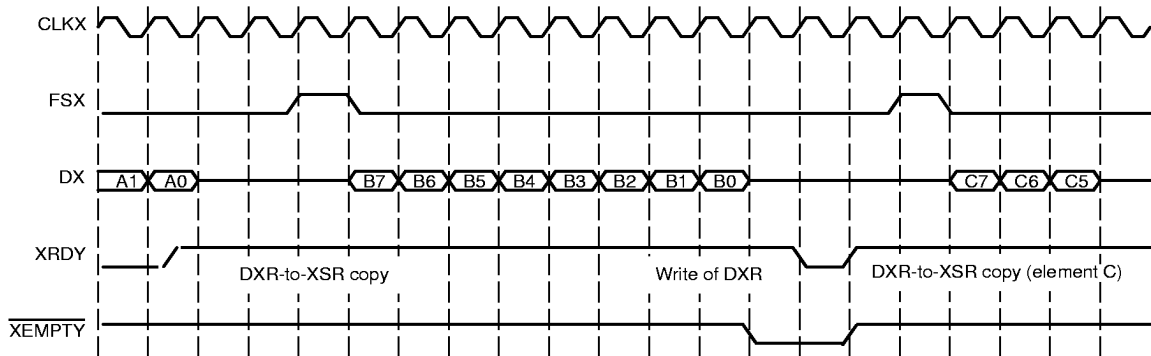 CLKX
FSX
DX A1 A0 B7 B6 B5 B4 B3 B2 B1 B0 C7 C6 C5
XRDY
DXR-to-XSR copy Write of DXR DXR-to-XSR copy (element C)
XEMPTY